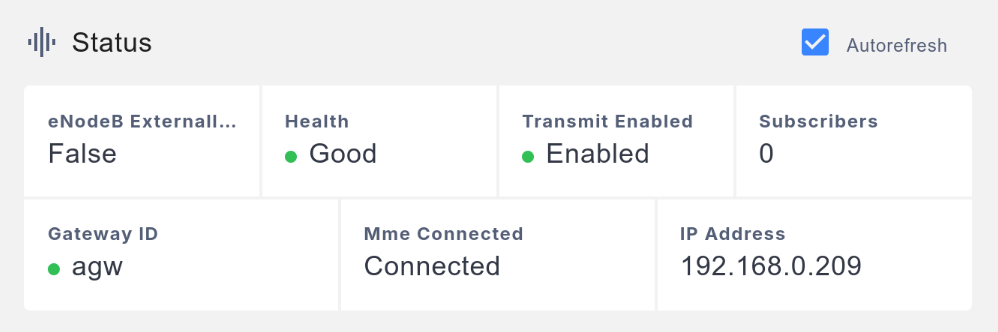 Status
Autorefresh
eNodeB Externall...
False
Health
Good
Transmit Enabled
Enabled
Subscribers
0
Gateway ID
agw
Mme Connected
Connected
IP Address
192.168.0.209